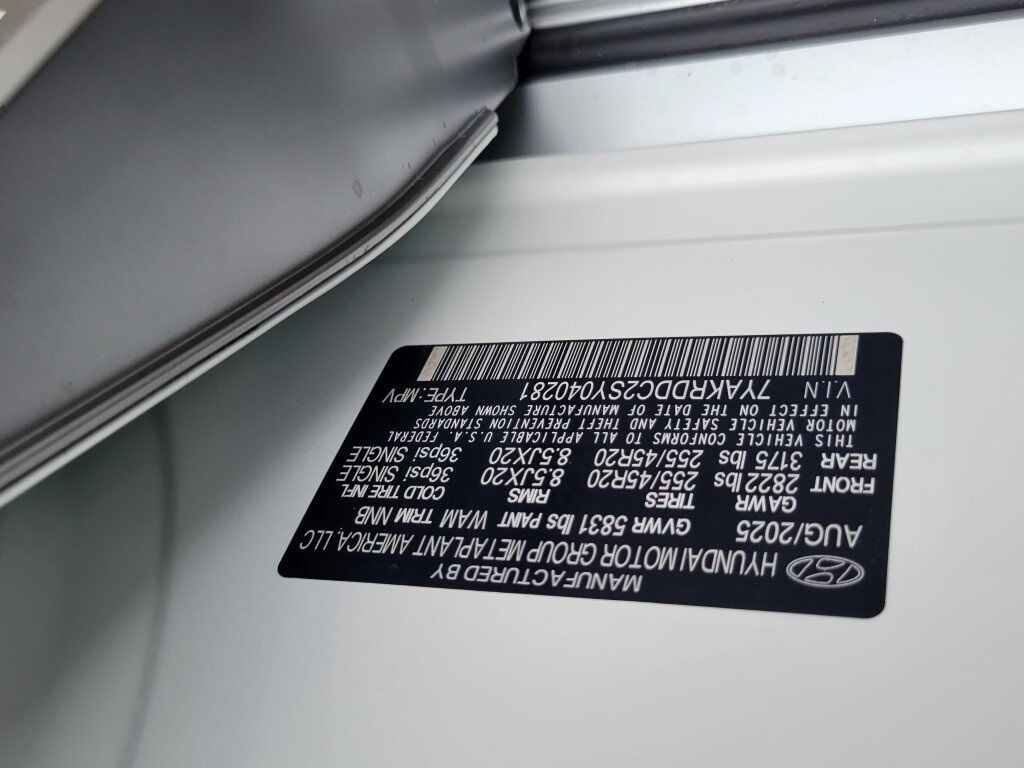 MANUFACTURED BY
HYUNDAI MOTOR GROUP METAPLANT AMERICA, LLC
AUG/2025 GVWR 5831 lbs PAINT WAM TRIM NNB
GAWR TIRES RIMS COLD TIRE INFL
FRONT 2822 lbs 255/45R20 8.5JX20 36psi SINGLE
REAR 3175 lbs 255/45R20 8.5JX20 36psi SINGLE
THIS VEHICLE CONFORMS TO ALL APPLICABLE U.S.A. FEDERAL
MOTOR VEHICLE SAFETY AND THEFT PREVENTION STANDARDS
IN EFFECT ON THE DATE OF MANUFACTURE SHOWN ABOVE
V.I.N 7YAKRDDC2SY040281 TYPE: MPV